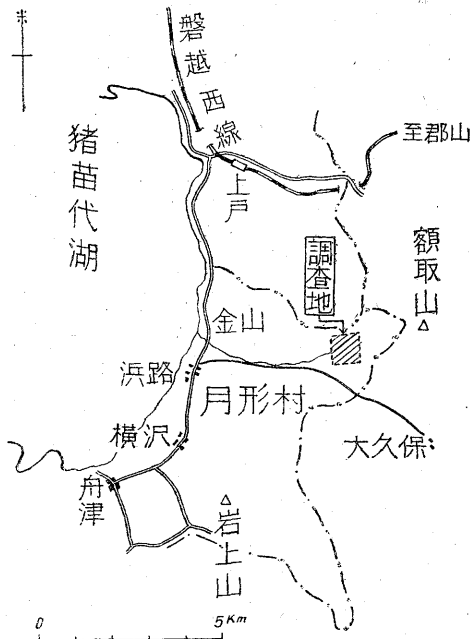 磐越西線
猪苗代湖
上戸
至郡山
額取山
調査地
金山
浜路
月形村
横沢
大久保
舟津
岩上山
0 5Km